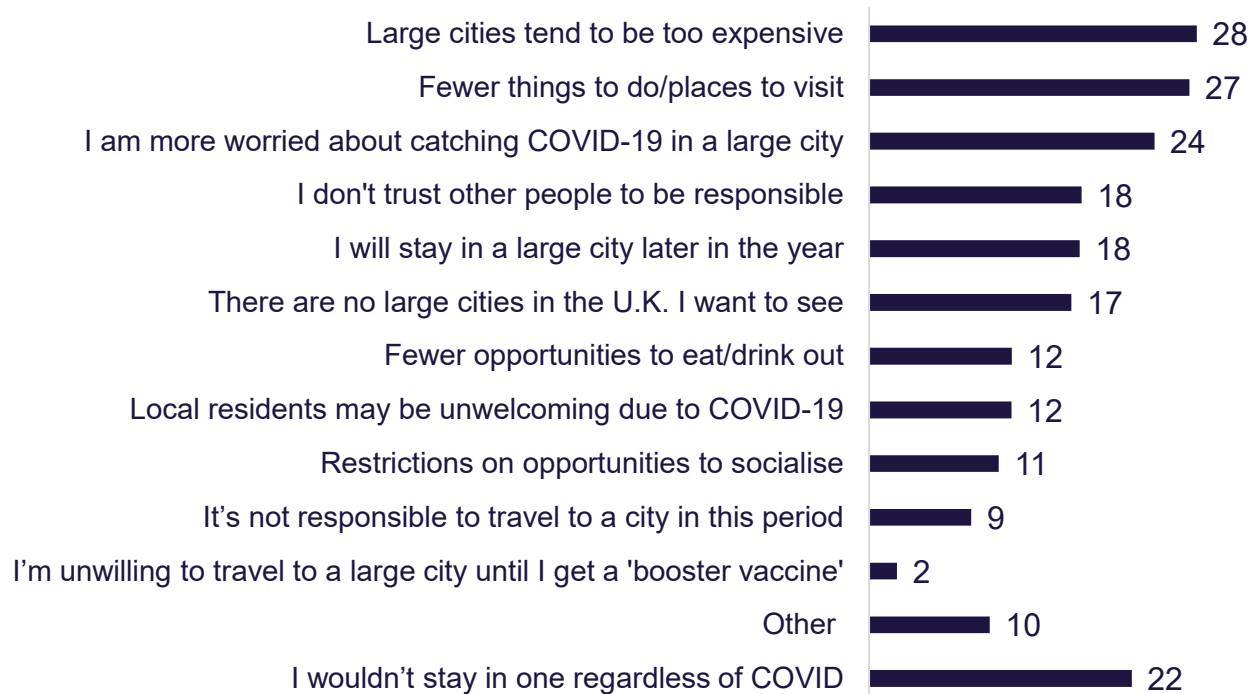 Large cities tend to be too expensive 28
Fewer things to do/places to visit 27
I am more worried about catching COVID-19 in a large city 24
I don't trust other people to be responsible 18
I will stay in a large city later in the year 18
There are no large cities in the U.K. I want to see 17
Fewer opportunities to eat/drink out 12
Local residents may be unwelcoming due to COVID-19 12
Restrictions on opportunities to socialise 11
It’s not responsible to travel to a city in this period 9
I’m unwilling to travel to a large city until I get a 'booster vaccine' 2
Other 10
I wouldn’t stay in one regardless of COVID 22